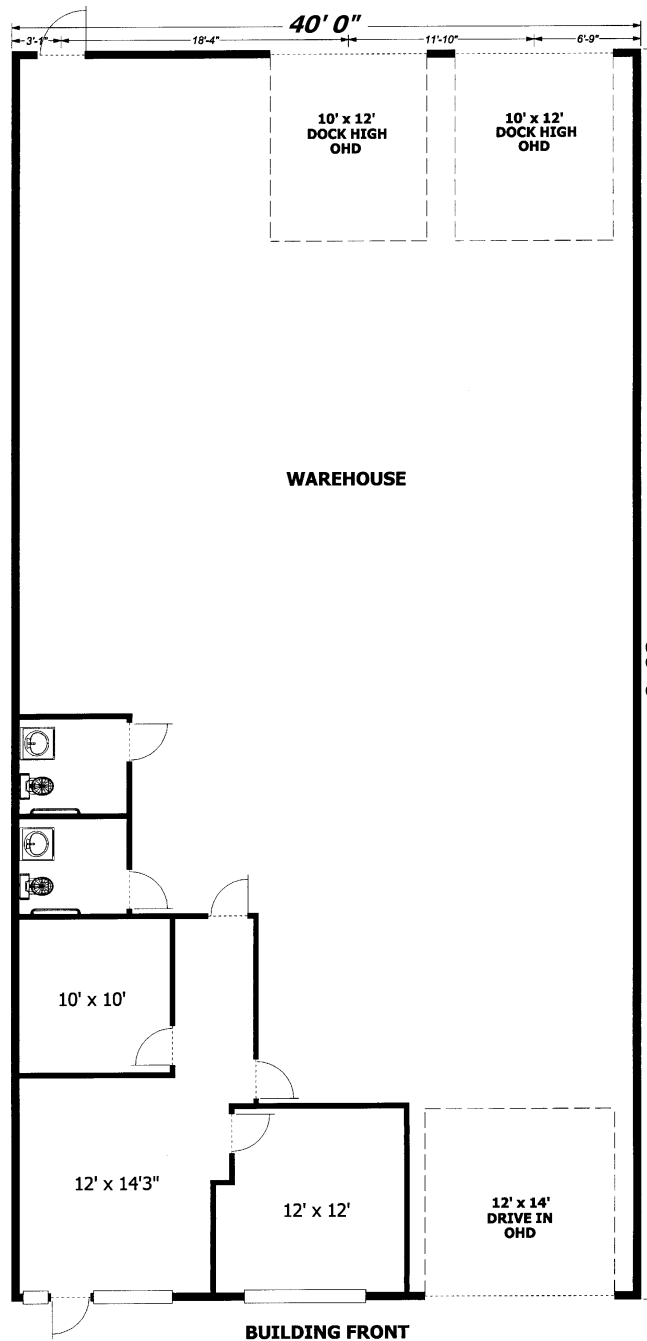 40' 0"
3'-1" 18'-4" 11'-10" 6'-9"
10' x 12'
DOCK HIGH
OHD
10' x 12'
DOCK HIGH
OHD
WAREHOUSE
10' x 10'
12' x 14'3"
12' x 12'
12' x 14'
DRIVE IN
OHD
BUILDING FRONT